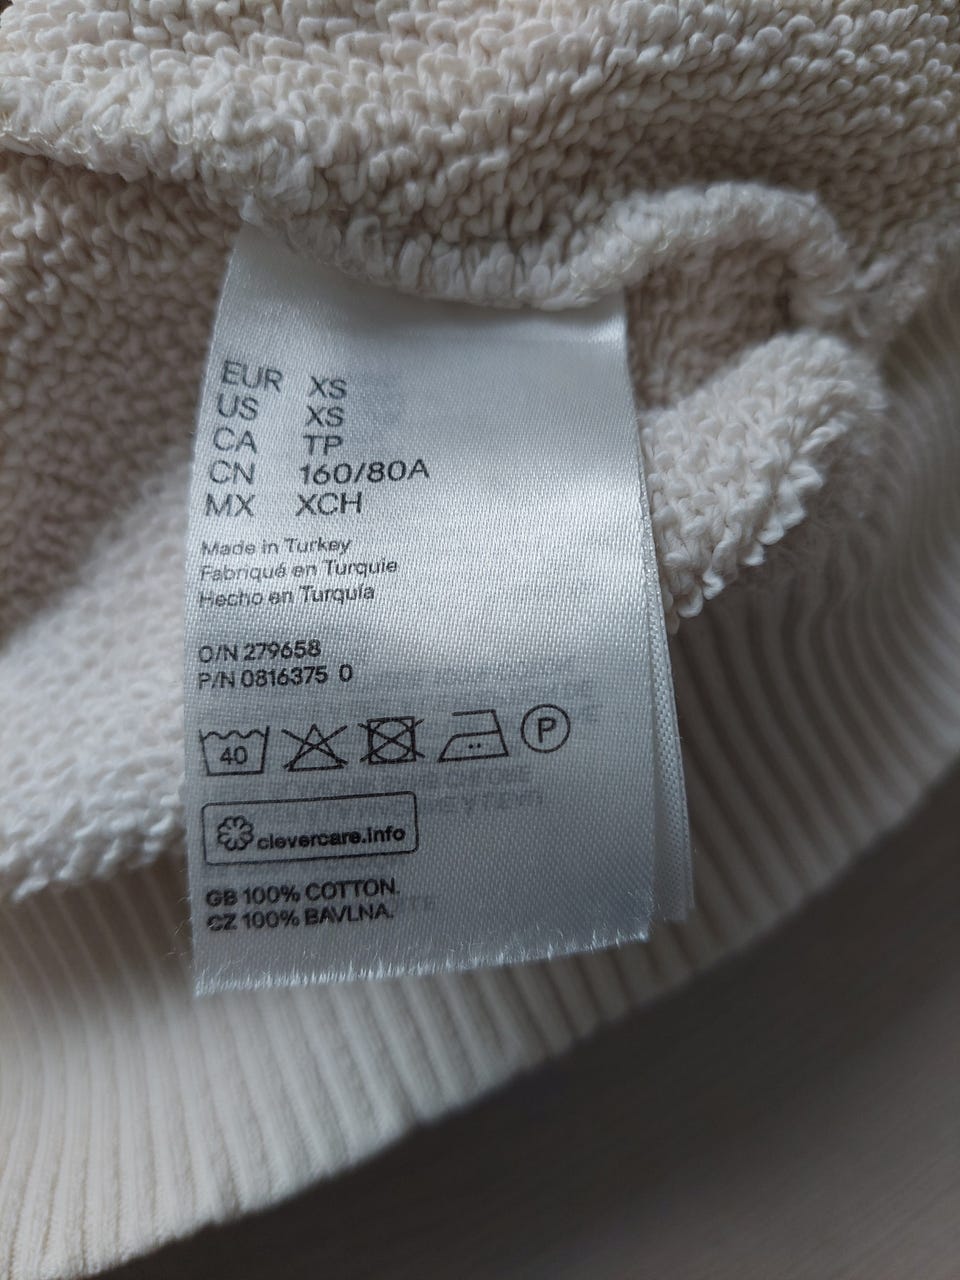 EUR XS
US XS
CA TP
CN 160/80A
MX XCH
Made in Turkey
Fabriqué en Turquie
Hecho en Turquía
O/N 279658
P/N 0816375 0
40 P
clevercare.info
GB 100% COTTON.
CZ 100% BAVLNA.